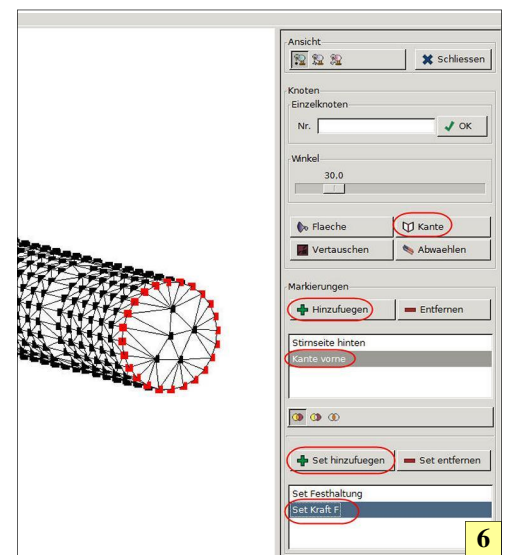 Ansicht
Schliessen
Knoten
Einzelknoten
Nr.
OK
Winkel
30.0
Flaeche
Kante
Vertauschen
Abwaehlen
Markierungen
Hinzufuegen
Entfernen
Stirnseite hinten
Kante vorne
Set hinzufuegen
Set entfernen
Set Festhaltung
Set Kraft F
6